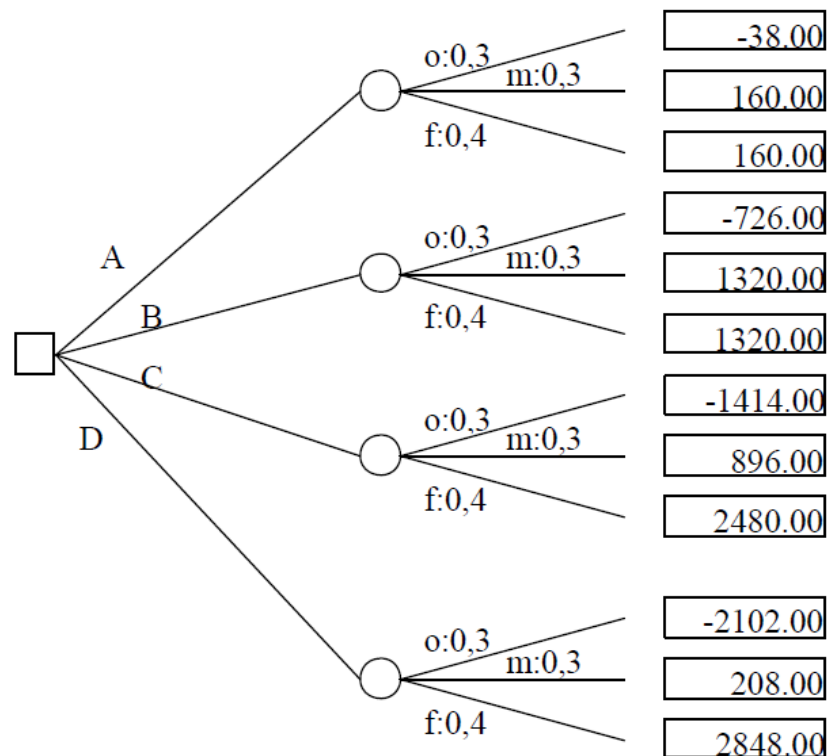 o:0,3
-38.00
m:0,3
160.00
f:0,4
160.00
o:0,3
-726.00
A
m:0,3
1320.00
B
f:0,4
1320.00
C
o:0,3
-1414.00
D
m:0,3
896.00
f:0,4
2480.00
o:0,3
-2102.00
m:0,3
208.00
f:0,4
2848.00